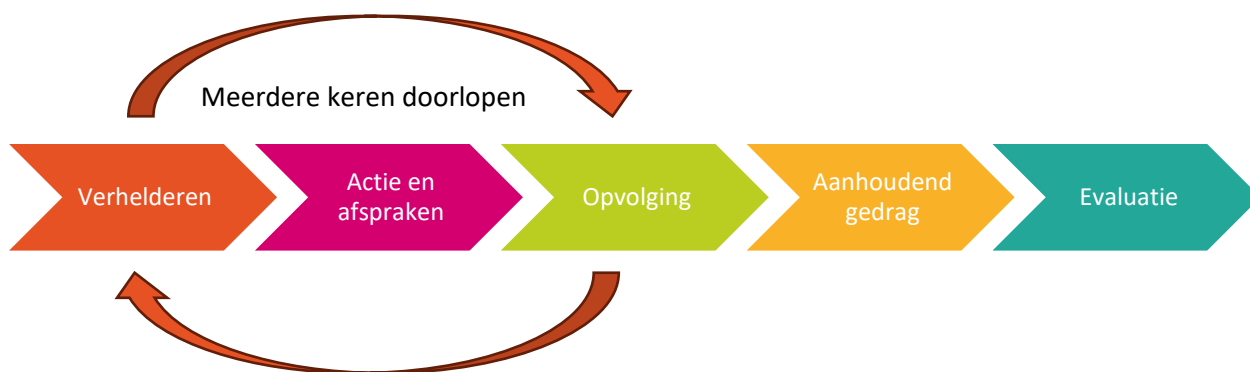 Meerdere keren doorlopen
Verhelderen
Actie en
afspraken
Opvolging
Aanhoudend
gedrag
Evaluatie